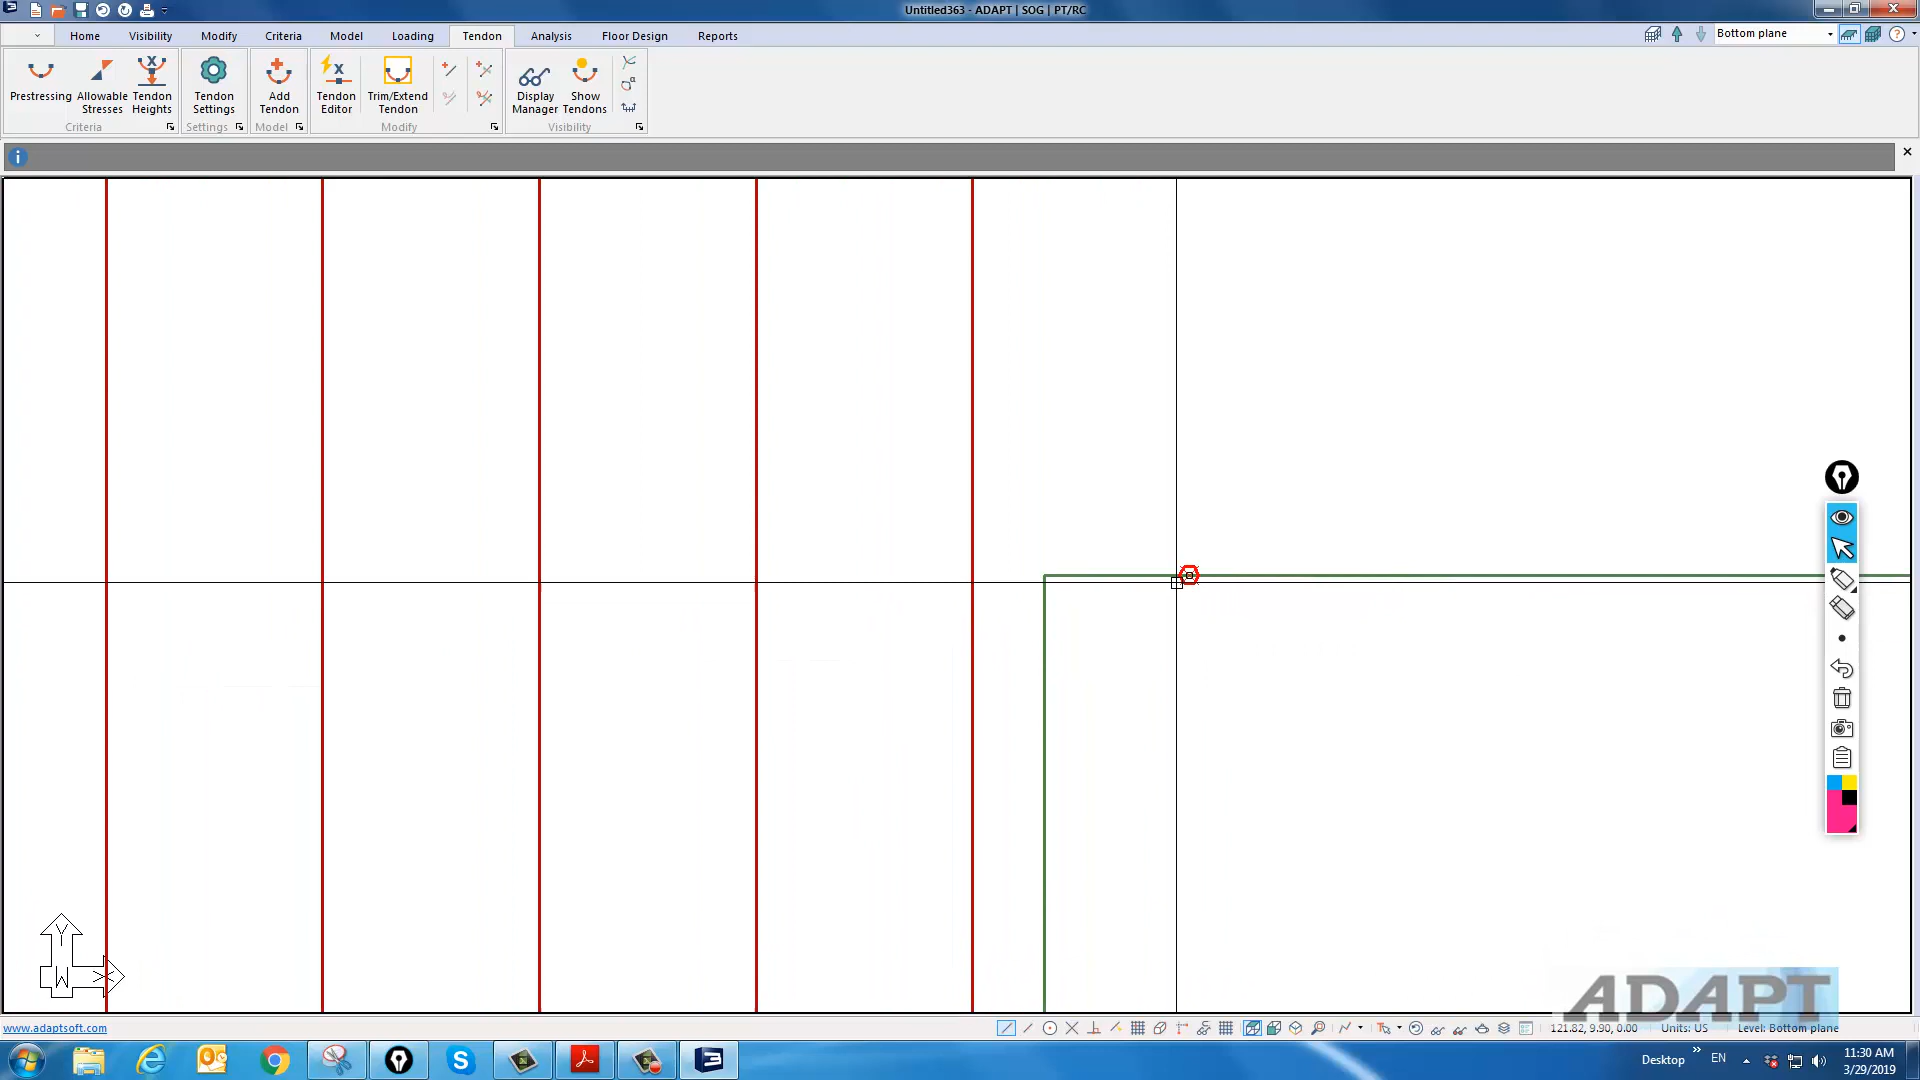 Untitled363 - ADAPT | SOG | PT/RC
Home Visibility Modify Criteria Model Loading Tendon Analysis Floor Design Reports
Bottom plane
Prestressing
Allowable Stresses
Tendon Heights
Tendon Settings
Add Tendon
Tendon Editor
Trim/Extend Tendon
Display Manager
Show Tendons
Criteria Settings Model Modify Visibility
Y
W X
ADAPT
www.adaptsoft.com
121.82, 9.90, 0.00 Units: US Level: Bottom plane
Desktop » EN 11:30 AM
3/29/2019